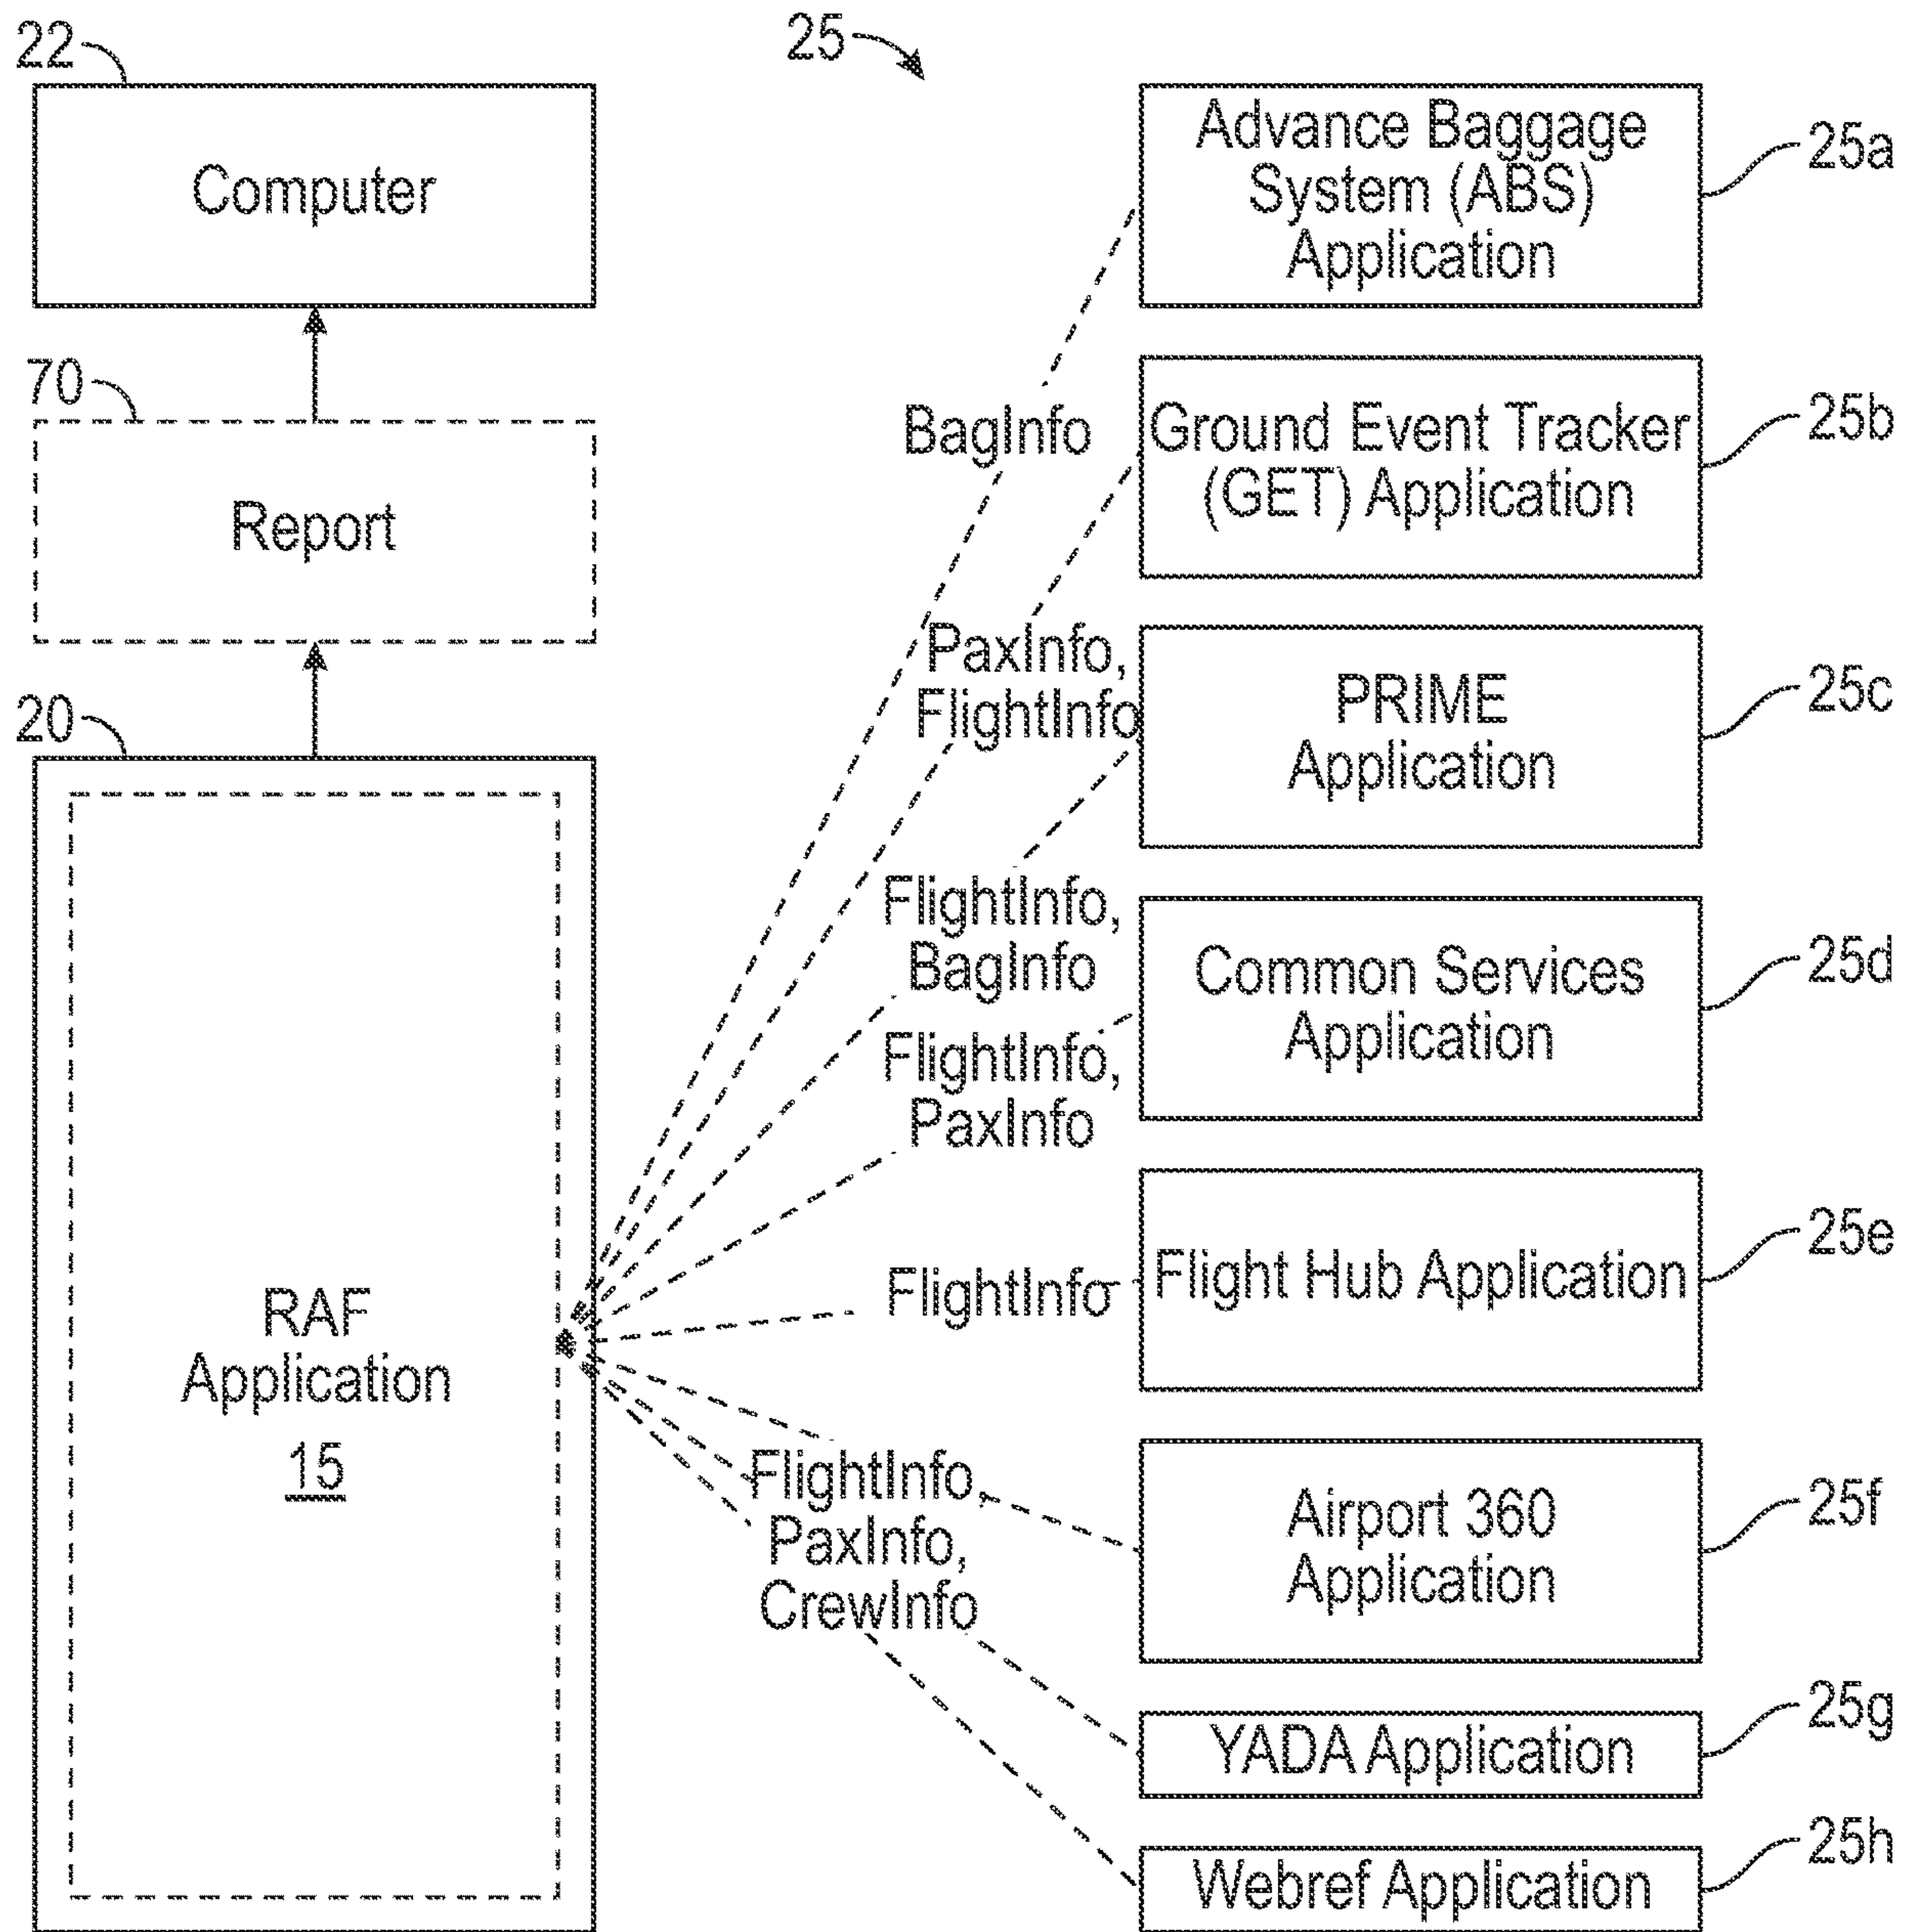 22
Computer
70
Report
20
RAF
Application
15
25
BagInfo
PaxInfo,
FlightInfo
FlightInfo,
BagInfo
FlightInfo,
PaxInfo
FlightInfo
FlightInfo,
PaxInfo,
CrewInfo
Advance Baggage
System (ABS)
Application
25a
Ground Event Tracker
(GET) Application
25b
PRIME
Application
25c
Common Services
Application
25d
Flight Hub Application
25e
Airport 360
Application
25f
YADA Application
25g
Webref Application
25h